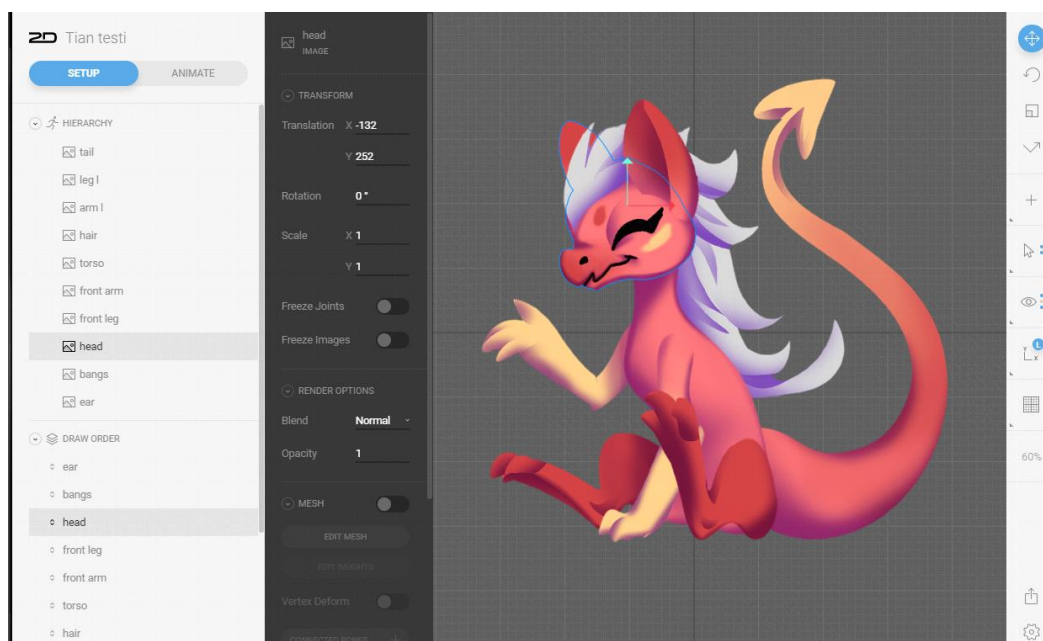 2D Tian testi
SETUP ANIMATE
HIERARCHY
tail
leg l
arm l
hair
torso
front arm
front leg
head
bangs
ear
DRAW ORDER
ear
bangs
head
front leg
front arm
torso
hair
head
IMAGE
TRANSFORM
Translation X -132
Y 252
Rotation 0 °
Scale X 1
Y 1
Freeze Joints
Freeze Images
RENDER OPTIONS
Blend Normal
Opacity 1
MESH
EDIT MESH
EDIT WEIGHTS
Vertex Deform
CONNECTED BONES +
Y
L x
L
60%